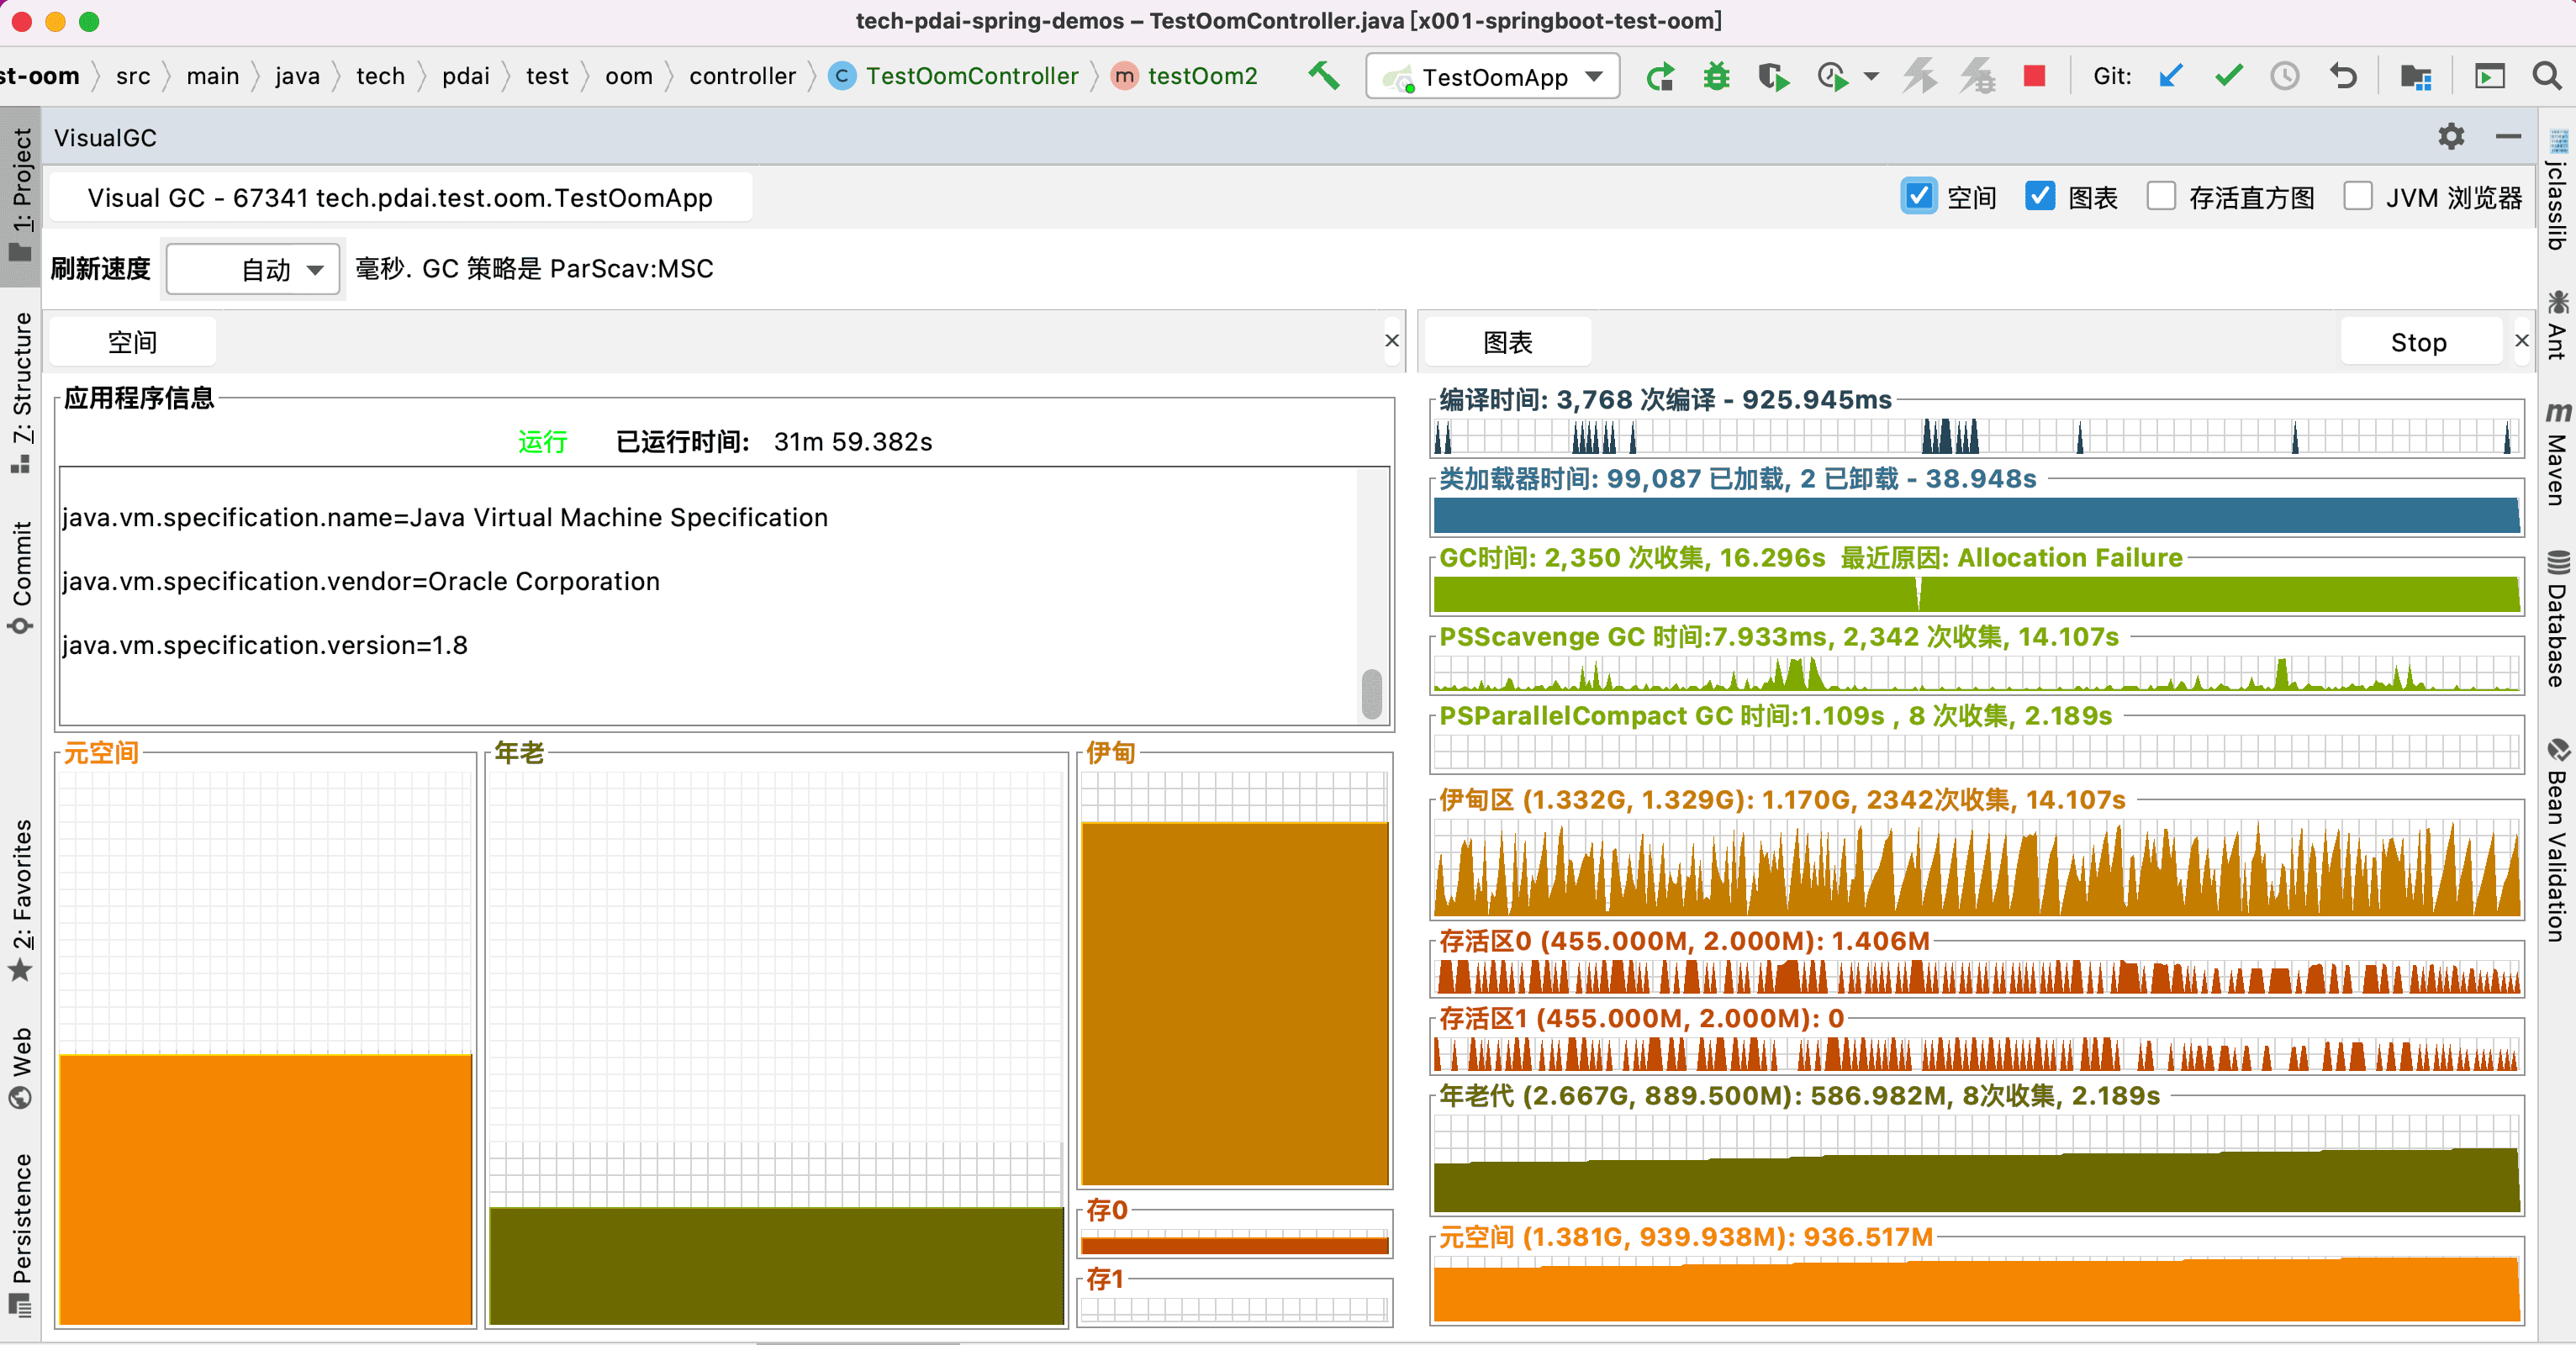 tech-pdai-spring-demos – TestOomController.java [x001-springboot-test-oom]
st-oom src main java tech pdai test oom controller C TestOomController m testOom2 TestOomApp Git:
VisualGC
Visual GC - 67341 tech.pdai.test.oom.TestOomApp
空间 图表 存活直方图 JVM 浏览器
刷新速度 自动 毫秒. GC 策略是 ParScav:MSC
空间
应用程序信息
运行 已运行时间: 31m 59.382s
java.vm.specification.name=Java Virtual Machine Specification
java.vm.specification.vendor=Oracle Corporation
java.vm.specification.version=1.8
元空间
年老
伊甸
存0
存1
图表 Stop
编译时间: 3,768 次编译 - 925.945ms
类加载器时间: 99,087 已加载, 2 已卸载 - 38.948s
GC时间: 2,350 次收集, 16.296s 最近原因: Allocation Failure
PSScavenge GC 时间:7.933ms, 2,342 次收集, 14.107s
PSParallelCompact GC 时间:1.109s , 8 次收集, 2.189s
伊甸区 (1.332G, 1.329G): 1.170G, 2342次收集, 14.107s
存活区0 (455.000M, 2.000M): 1.406M
存活区1 (455.000M, 2.000M): 0
年老代 (2.667G, 889.500M): 586.982M, 8次收集, 2.189s
元空间 (1.381G, 939.938M): 936.517M
1: Project
7: Structure
Commit
2: Favorites
Web
Persistence
jclasslib
Ant
m Maven
Database
Bean Validation